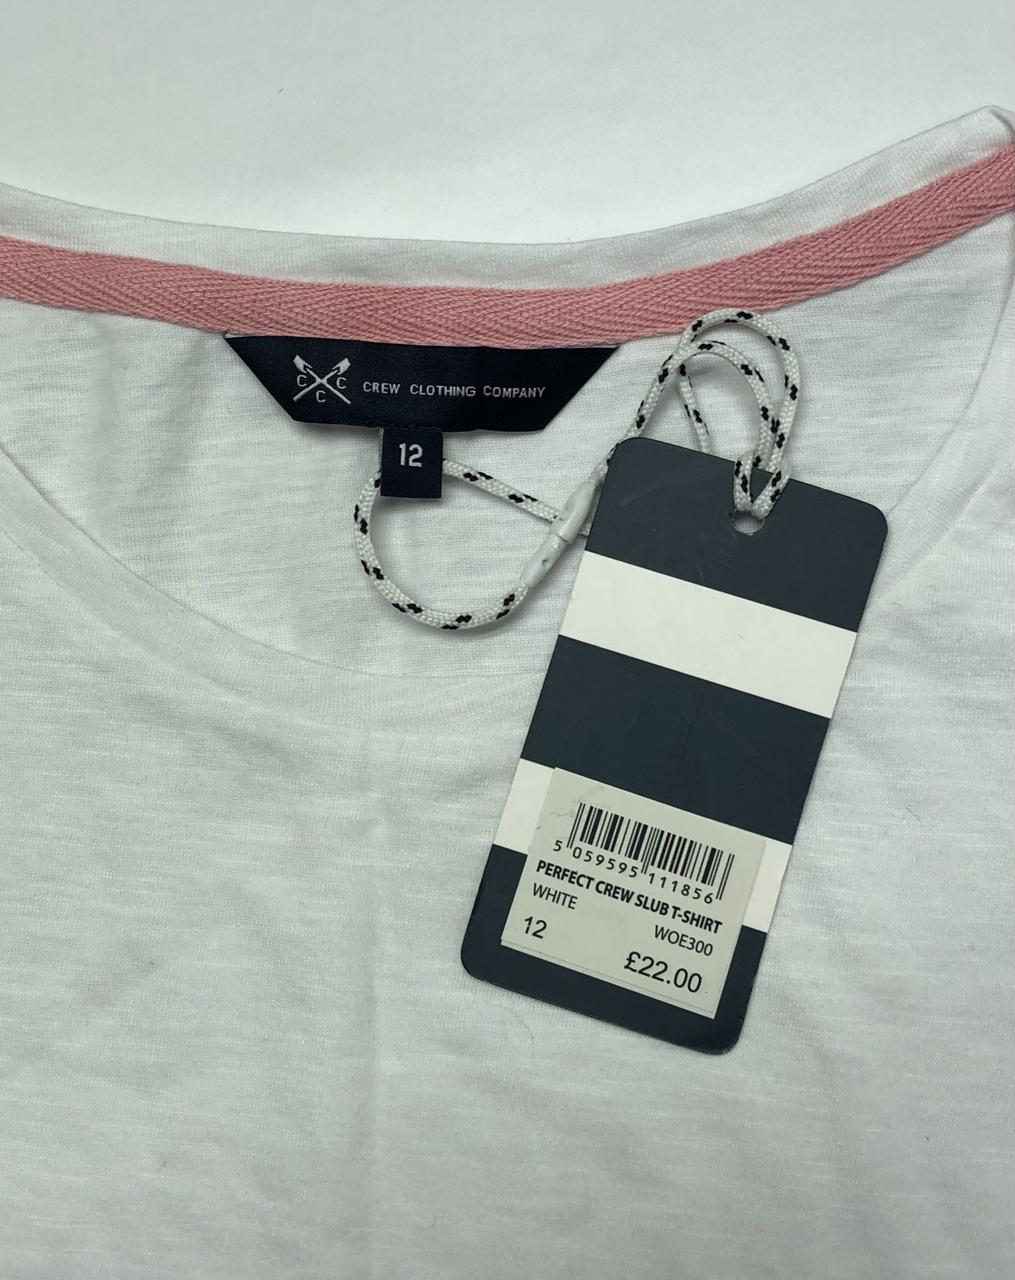 C C
C
CREW CLOTHING COMPANY
12
5 059595 111856
PERFECT CREW SLUB T-SHIRT
WHITE
WOE300
12
£22.00